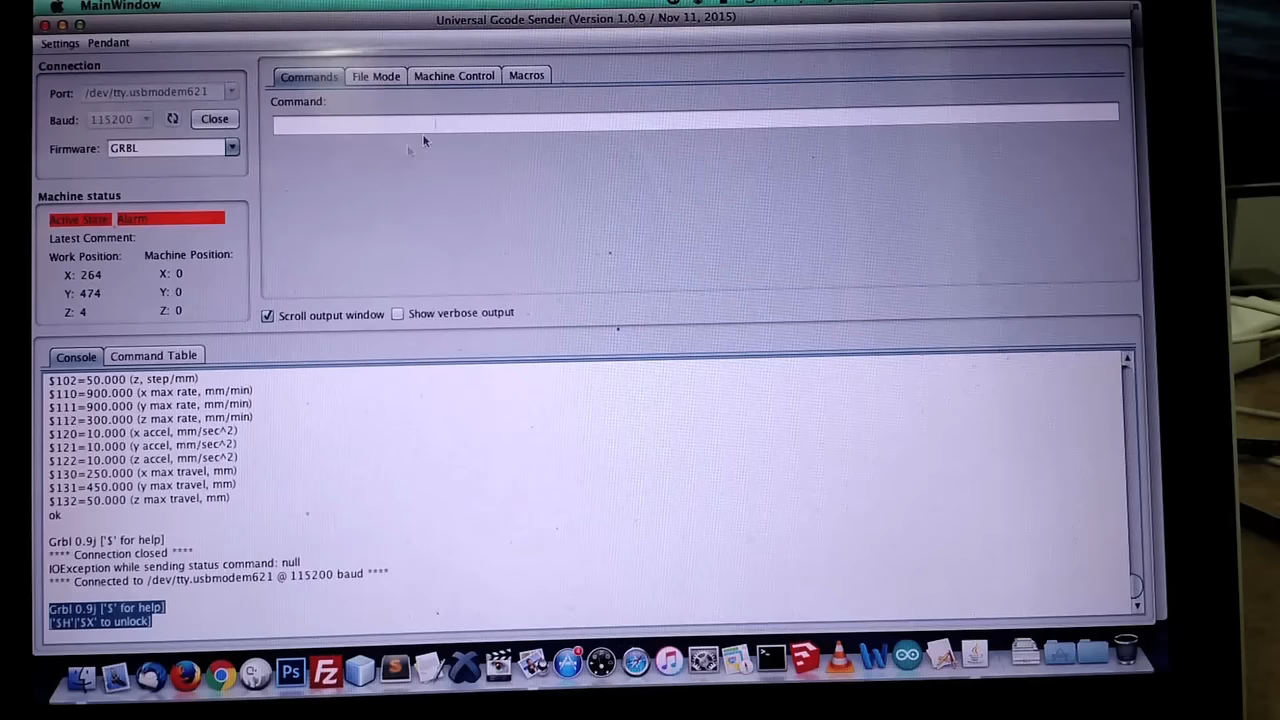 MainWindow
Universal Gcode Sender (Version 1.0.9 / Nov 11, 2015)
Settings Pendant
Connection
Port: /dev/tty.usbmodem621
Baud: 115200 Close
Firmware: GRBL
Commands File Mode Machine Control Macros
Command:
Machine status
Active State: Alarm
Latest Comment:
Work Position: Machine Position:
X: 264 X: 0
Y: 474 Y: 0
Z: 4 Z: 0
Scroll output window Show verbose output
Console Command Table
$102=50.000 (z, step/mm)
$110=900.000 (x max rate, mm/min)
$111=900.000 (y max rate, mm/min)
$112=300.000 (z max rate, mm/min)
$120=10.000 (x accel, mm/sec^2)
$121=10.000 (y accel, mm/sec^2)
$122=10.000 (z accel, mm/sec^2)
$130=250.000 (x max travel, mm)
$131=450.000 (y max travel, mm)
$132=50.000 (z max travel, mm)
ok
Grbl 0.9j ['$' for help]
**** Connection closed ****
IOException while sending status command: null
**** Connected to /dev/tty.usbmodem621 @ 115200 baud ****
Grbl 0.9j ['$' for help]
['$H'|'$X' to unlock]
Ps Fz S W